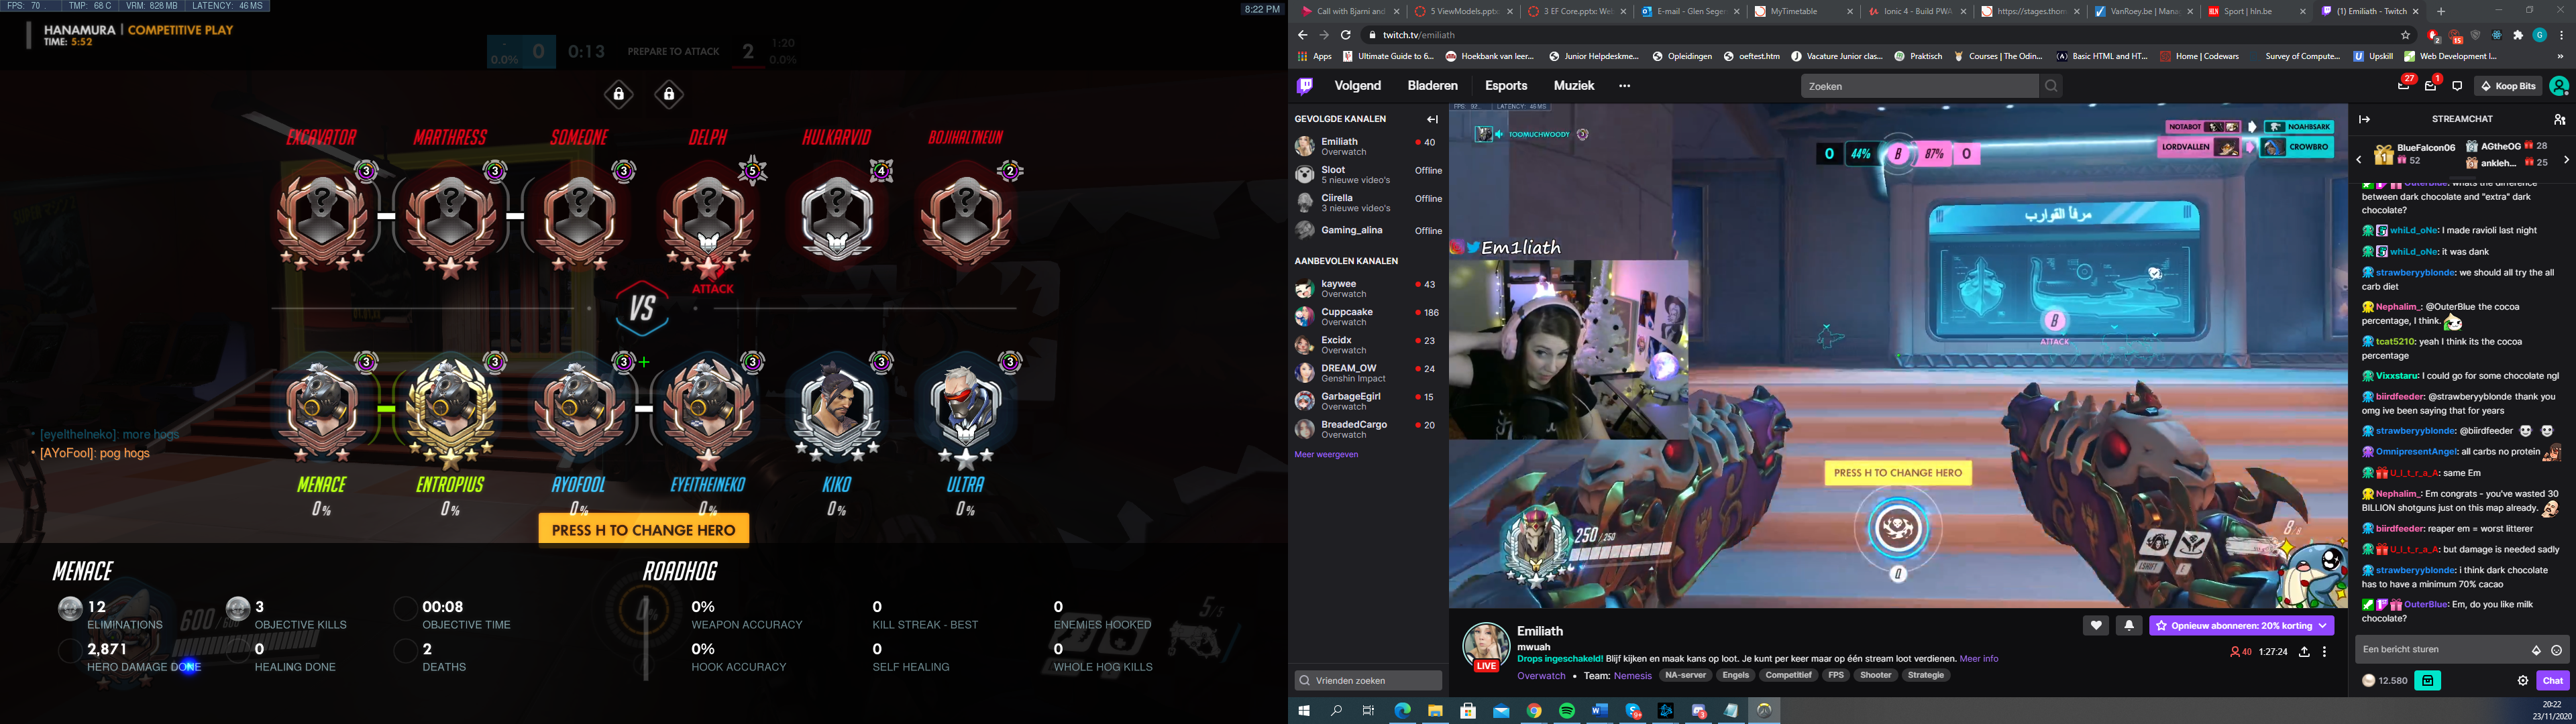 FPS: 70 TMP: 68 C VRM: 828 MB LATENCY: 46 MS
8:22 PM
HANAMURA | COMPETITIVE PLAY
TIME: 5:52
- 0 0:13 PREPARE TO ATTACK 2 1:20
0.0% 0.0%
EXCAVATOR MARTHRESS SOMEONE DELPH HULKARVID BOJIHALTNEUN
3 3 3 5 4 2
ATTACK
VS
3 3 3 + 3 3 3
[eyeitheineko]: more hogs
[AYoFool]: pog hogs
MENACE ENTROPIUS AYOFOOL EYEITHEINEKO KIKO ULTRA
0% 0% 0% 0% 0% 0%
PRESS H TO CHANGE HERO
MENACE ROADHOG
12 ELIMINATIONS
3 OBJECTIVE KILLS
00:08 OBJECTIVE TIME
0% WEAPON ACCURACY
0 KILL STREAK - BEST
0 ENEMIES HOOKED
2,871 HERO DAMAGE DONE
0 HEALING DONE
2 DEATHS
0% HOOK ACCURACY
0 SELF HEALING
0 WHOLE HOG KILLS
600/600
5/5
Call with Bjarni and
5 ViewModels.pptx
3 EF Core.pptx: Web
E-mail - Glen Seger
MyTimetable
Ionic 4 - Build PWA
https://stages.thom
VanRoey.be | Mana
Sport | hln.be
(1) Emiliath - Twitch
twitch.tv/emiliath
Apps
Ultimate Guide to 6...
Hoekbank van leer...
Junior Helpdeskme...
Opleidingen
oeftest.htm
Vacature Junior clas...
Praktisch
Courses | The Odin...
Basic HTML and HT...
Home | Codewars
Survey of Compute...
Upskill
Web Development I...
Volgend Bladeren Esports Muziek
Zoeken
27 1 Koop Bits
GEVOLGDE KANALEN
Emiliath 40
Overwatch
Sloot Offline
5 nieuwe video's
Ciirella Offline
3 nieuwe video's
Gaming_alina Offline
AANBEVOLEN KANALEN
kaywee 43
Overwatch
Cuppcaake 186
Overwatch
Excidx 23
Overwatch
DREAM_OW 24
Genshin Impact
GarbageEgirl 15
Overwatch
BreadedCargo 20
Overwatch
Meer weergeven
Vrienden zoeken
FPS: 92 LATENCY: 46 MS
TOOMUCHWOODY
0 44% B 87% 0
NOTABOT NOAHBSARK
LORDVALLEN CROWBRO
مرفأ القوارب
B
ATTACK
Em1liath
PRESS H TO CHANGE HERO
250/250
Q
8/8
LSHIFT E
LIVE
Emiliath
mwuah
Drops ingeschakeld! Blijf kijken en maak kans op loot. Je kunt per keer maar op één stream loot verdienen. Meer info
Overwatch • Team: Nemesis NA-server Engels Competitief FPS Shooter Strategie
Opnieuw abonneren: 20% korting
40 1:27:24
STREAMCHAT
BlueFalcon06
52
AGtheOG 28
ankleh... 25
OuterBlue: whats the difference
between dark chocolate and "extra" dark
chocolate?
whiLd_oNe: I made ravioli last night
whiLd_oNe: it was dank
strawberyyblonde: we should all try the all
carb diet
Nephalim_: @OuterBlue the cocoa
percentage, I think.
tcat5210: yeah I think its the cocoa
percentage
Vixxstaru: I could go for some chocolate ngl
biirdfeeder: @strawberyyblonde thank you
omg ive been saying that for years
strawberyyblonde: @biirdfeeder
OmnipresentAngel: all carbs no protein
U_l_t_r_a_A: same Em
Nephalim_: Em congrats - you've wasted 30
BILLION shotguns just on this map already.
biirdfeeder: reaper em = worst litterer
U_l_t_r_a_A: but damage is needed sadly
strawberyyblonde: i think dark chocolate
has to have a minimum 70% cacao
OuterBlue: Em, do you like milk
chocolate?
Een bericht sturen
12.580 Chat
20:22
23/11/2020